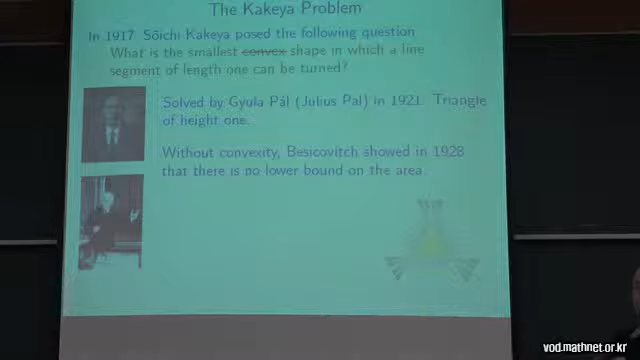 The Kakeya Problem
In 1917 Sōichi Kakeya posed the following question
What is the smallest convex shape in which a line
segment of length one can be turned?
Solved by Gyula Pál (Julius Pal) in 1921. Triangle
of height one.
Without convexity, Besicovitch showed in 1928
that there is no lower bound on the area.
vod.mathnet.or.kr